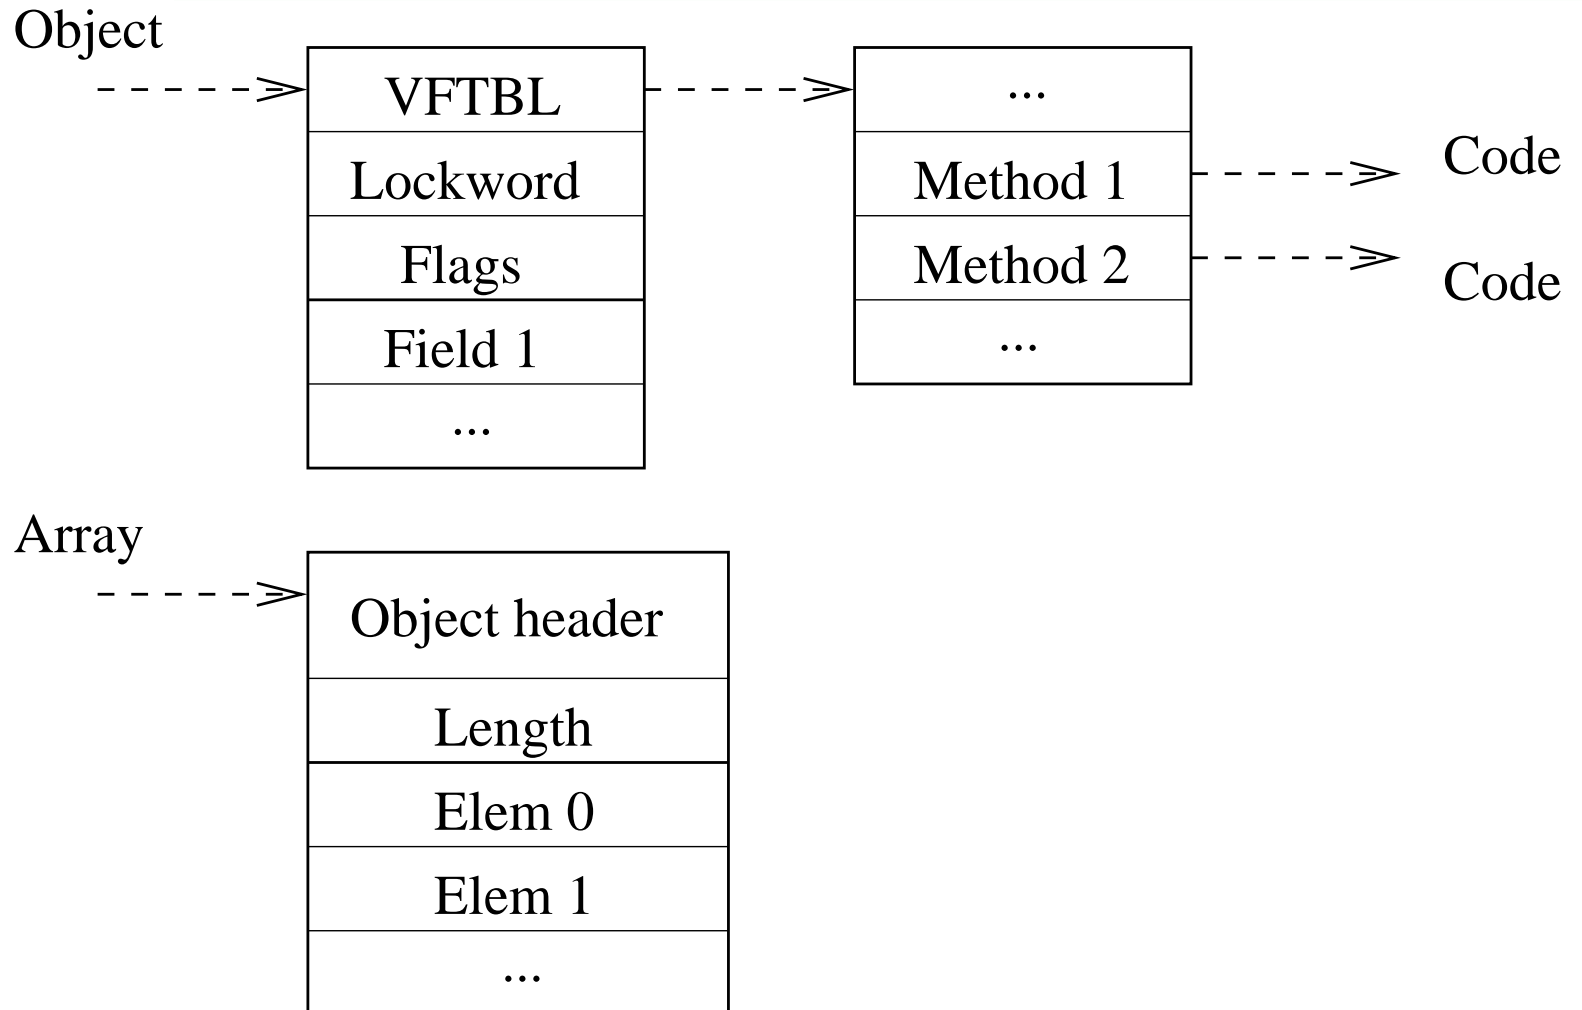 Object
VFTBL
Lockword
Flags
Field 1
...
...
Method 1
Method 2
...
Code
Code
Array
Object header
Length
Elem 0
Elem 1
...